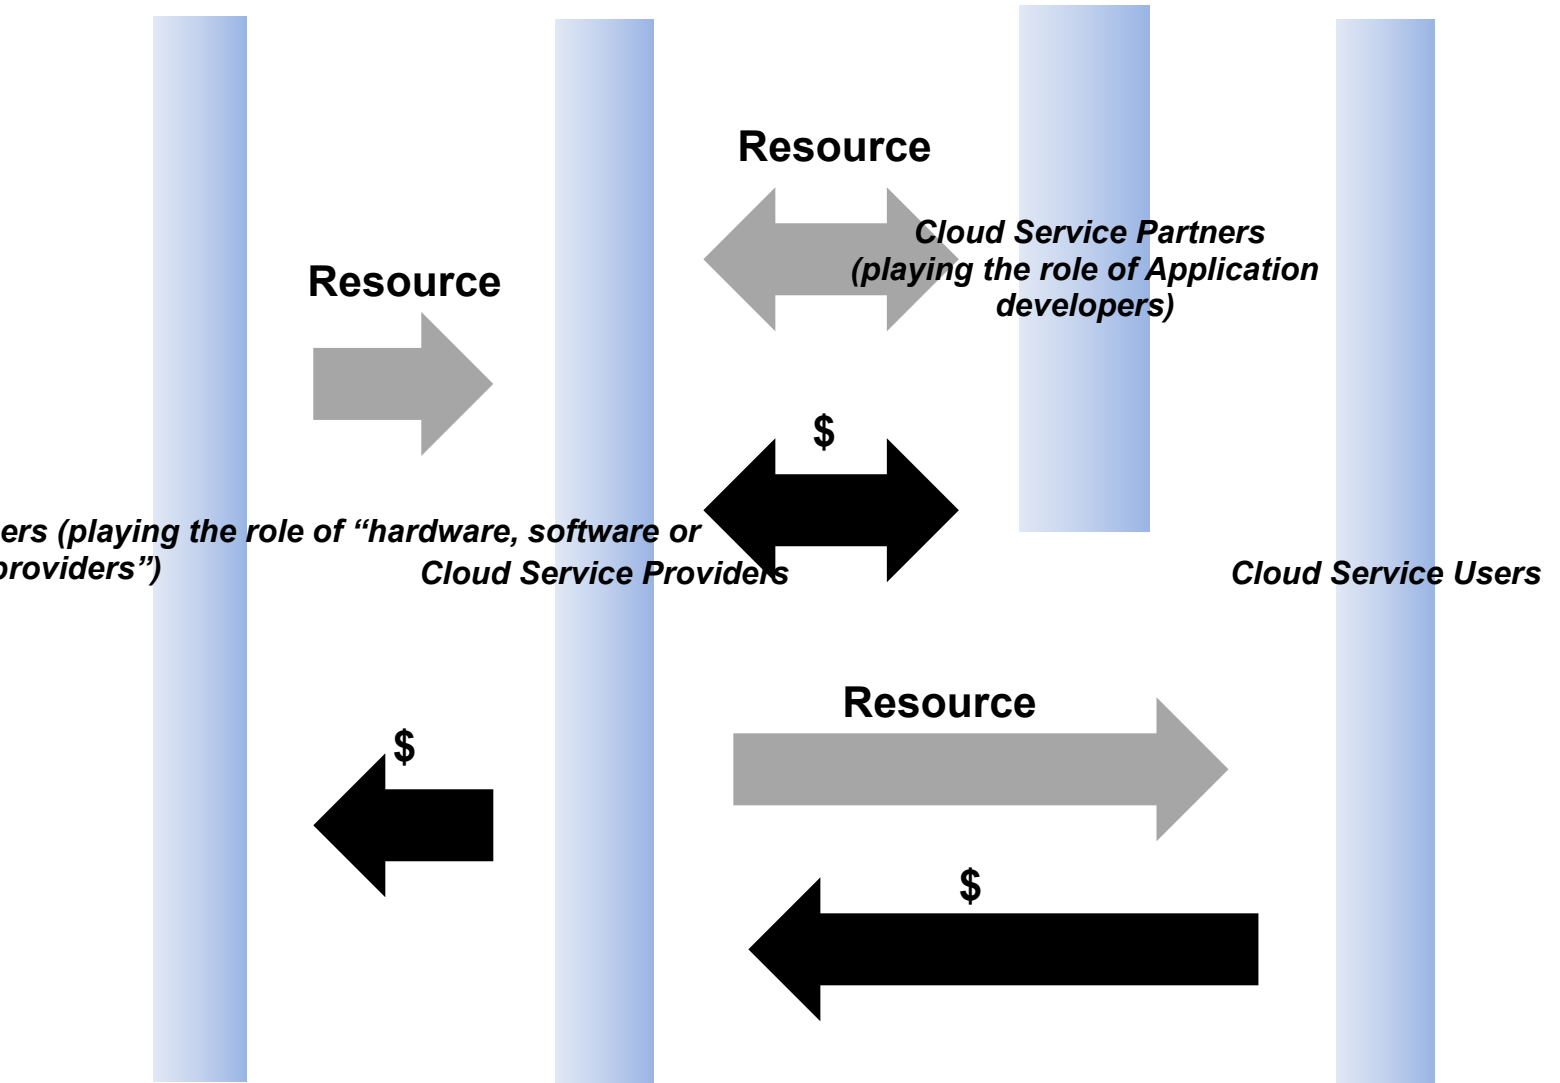 Resource
Cloud Service Partners
(playing the role of Application
developers)
Resource
$
ers (playing the role of “hardware, software or
providers”)
Cloud Service Providers
Cloud Service Users
Resource
$
$